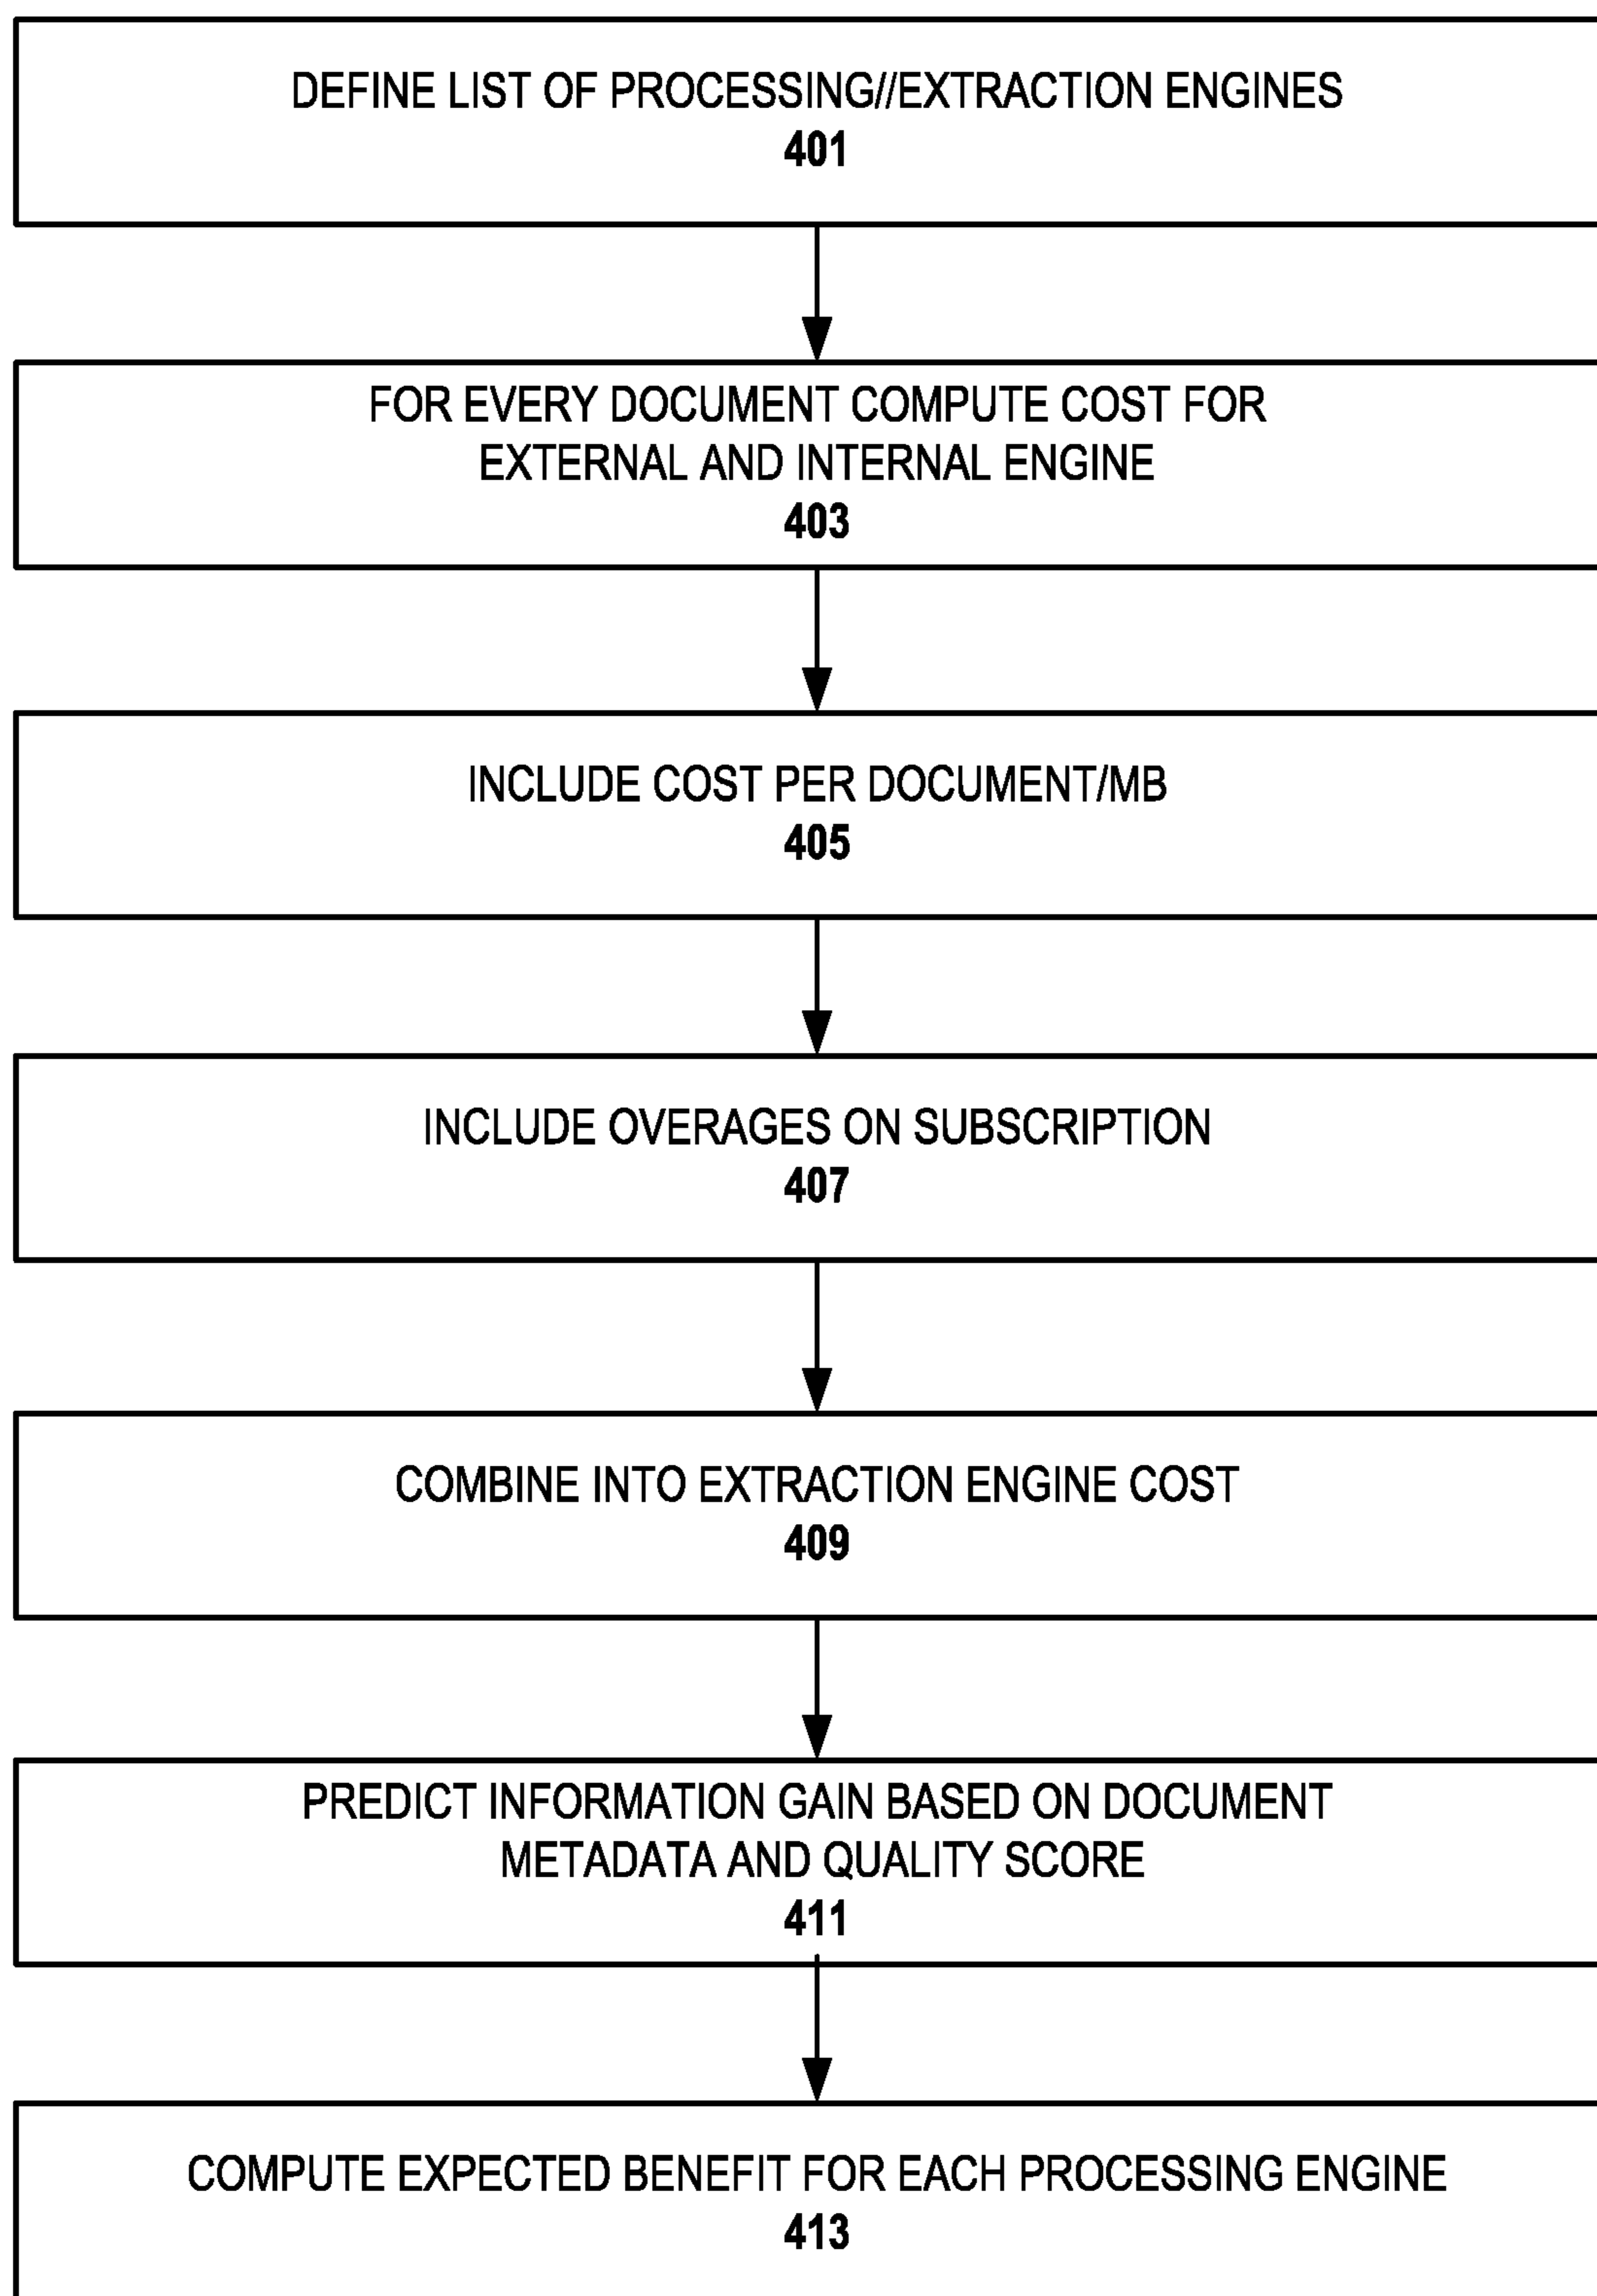 DEFINE LIST OF PROCESSING//EXTRACTION ENGINES
401
FOR EVERY DOCUMENT COMPUTE COST FOR
EXTERNAL AND INTERNAL ENGINE
403
INCLUDE COST PER DOCUMENT/MB
405
INCLUDE OVERAGES ON SUBSCRIPTION
407
COMBINE INTO EXTRACTION ENGINE COST
409
PREDICT INFORMATION GAIN BASED ON DOCUMENT
METADATA AND QUALITY SCORE
411
COMPUTE EXPECTED BENEFIT FOR EACH PROCESSING ENGINE
413